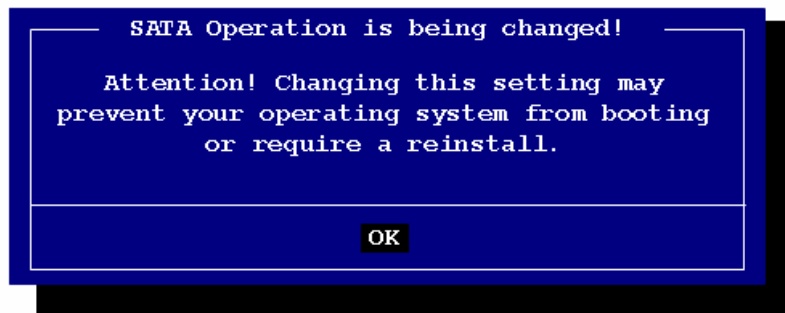 SATA Operation is being changed!
Attention! Changing this setting may
prevent your operating system from booting
or require a reinstall.
OK